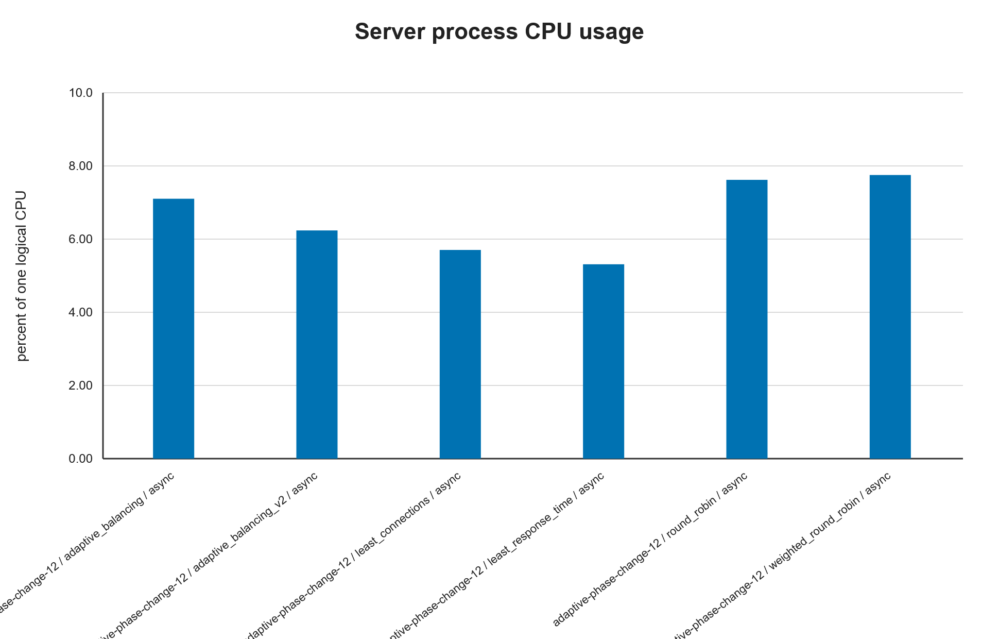 Server process CPU usage
percent of one logical CPU
10.0
8.00
6.00
4.00
2.00
0.00
ase-change-12 / adaptive_balancing / async
ive-phase-change-12 / adaptive_balancing_v2 / async
adaptive-phase-change-12 / least_connections / async
ptive-phase-change-12 / least_response_time / async
adaptive-phase-change-12 / round_robin / async
tive-phase-change-12 / weighted_round_robin / async